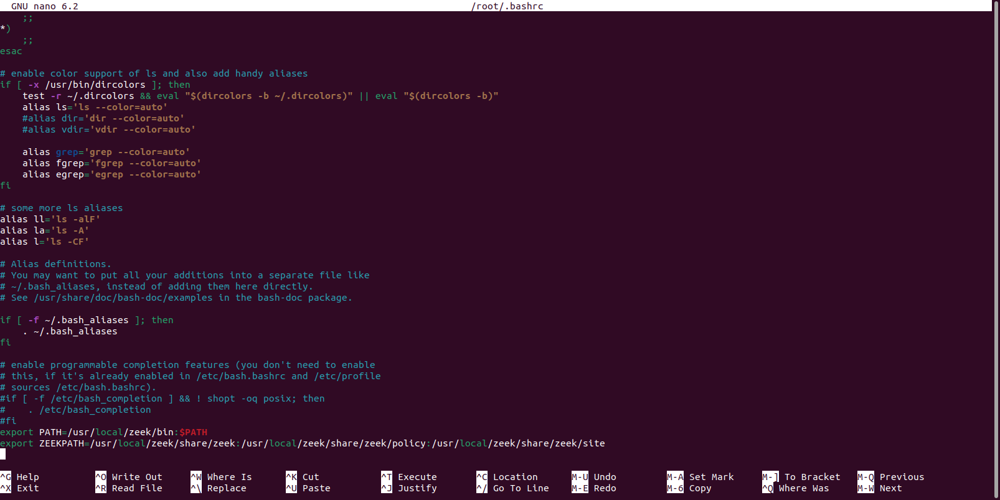 GNU nano 6.2 /root/.bashrc
    ;;
*)
    ;;
esac

# enable color support of ls and also add handy aliases
if [ -x /usr/bin/dircolors ]; then
    test -r ~/.dircolors && eval "$(dircolors -b ~/.dircolors)" || eval "$(dircolors -b)"
    alias ls='ls --color=auto'
    #alias dir='dir --color=auto'
    #alias vdir='vdir --color=auto'

    alias grep='grep --color=auto'
    alias fgrep='fgrep --color=auto'
    alias egrep='egrep --color=auto'
fi

# some more ls aliases
alias ll='ls -alF'
alias la='ls -A'
alias l='ls -CF'

# Alias definitions.
# You may want to put all your additions into a separate file like
# ~/.bash_aliases, instead of adding them here directly.
# See /usr/share/doc/bash-doc/examples in the bash-doc package.

if [ -f ~/.bash_aliases ]; then
    . ~/.bash_aliases
fi

# enable programmable completion features (you don't need to enable
# this, if it's already enabled in /etc/bash.bashrc and /etc/profile
# sources /etc/bash.bashrc).
#if [ -f /etc/bash_completion ] && ! shopt -oq posix; then
#    . /etc/bash_completion
#fi
export PATH=/usr/local/zeek/bin:$PATH
export ZEEKPATH=/usr/local/zeek/share/zeek:/usr/local/zeek/share/zeek/policy:/usr/local/zeek/share/zeek/site

^G Help ^O Write Out ^W Where Is ^K Cut ^T Execute ^C Location M-U Undo M-A Set Mark M-] To Bracket M-Q Previous
^X Exit ^R Read File ^\ Replace ^U Paste ^J Justify ^/ Go To Line M-E Redo M-6 Copy ^Q Where Was M-W Next